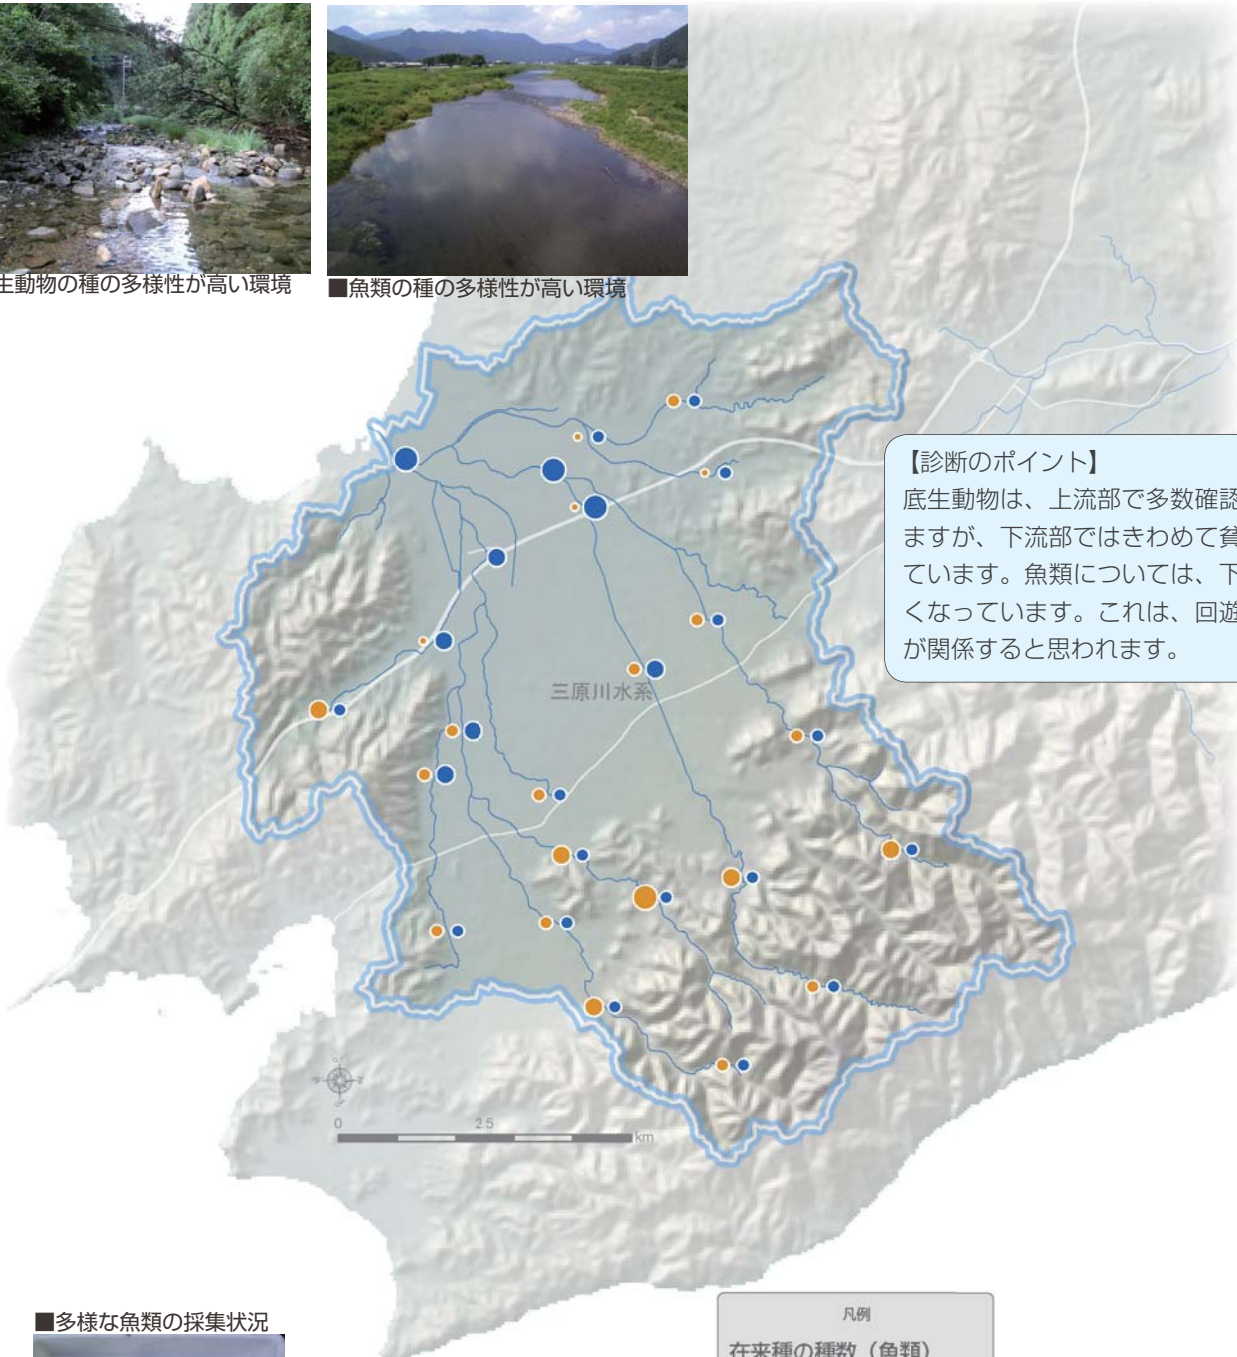 生動物の種の多様性が高い環境
■魚類の種の多様性が高い環境
【診断のポイント】
底生動物は、上流部で多数確認
ますが、下流部ではきわめて貧
ています。魚類については、下
くなっています。これは、回遊
が関係すると思われます。
三原川水系
0 2.5 km
■多様な魚類の採集状況
凡例
在来種の種数（魚類）